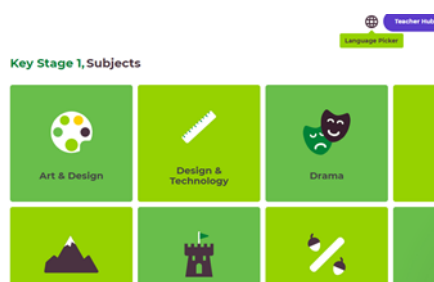 Teacher Hub
Language Picker
Key Stage 1, Subjects
Art & Design
Design &
Technology
Drama